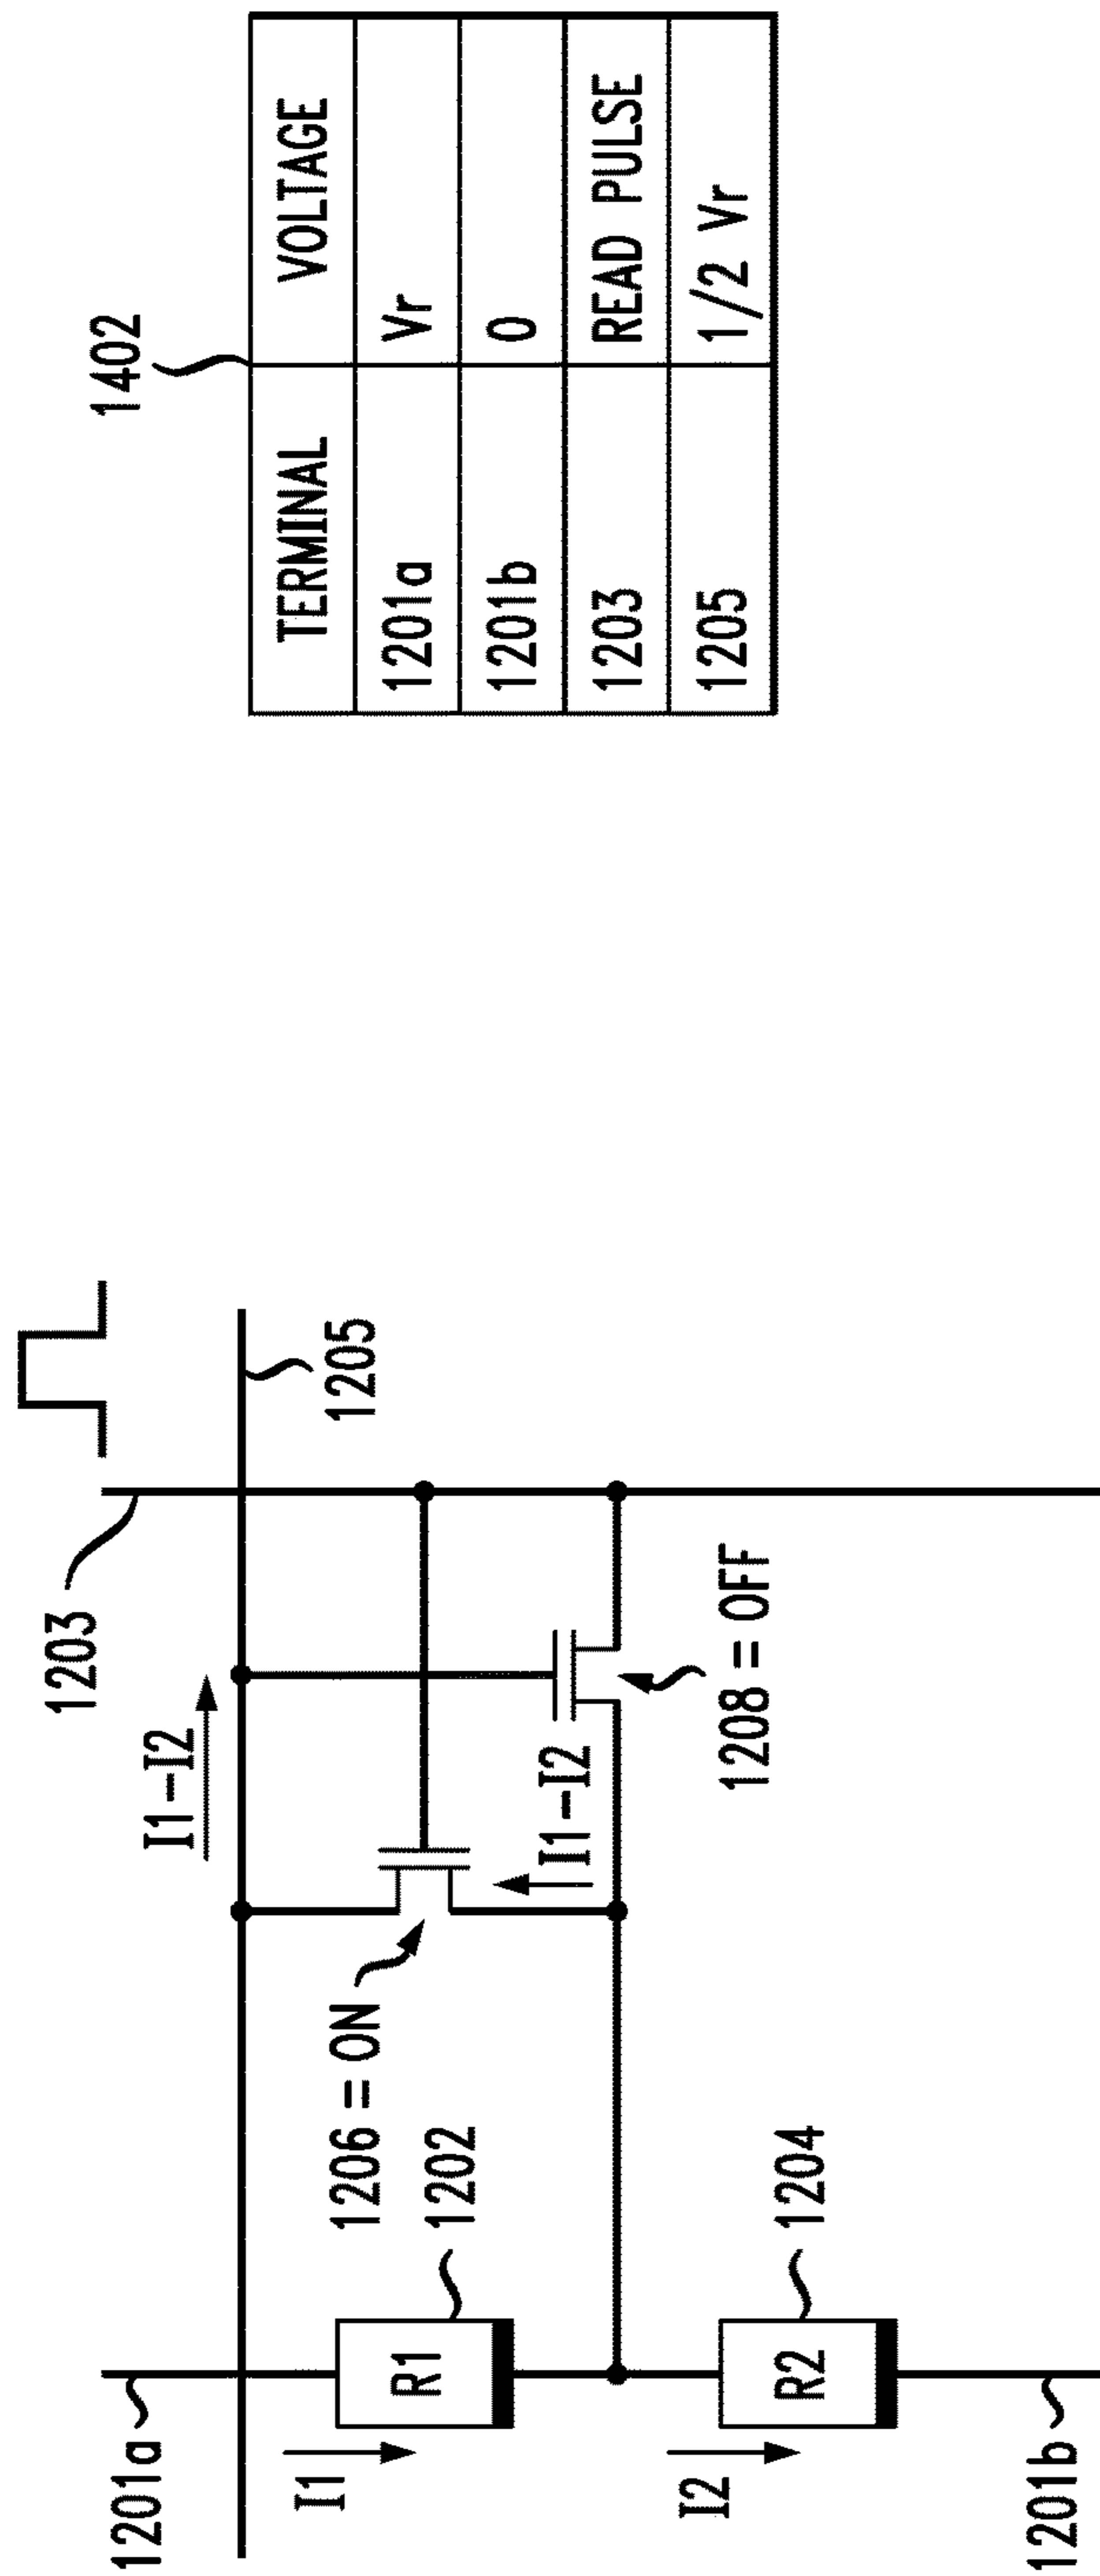 1201a
1203
I1-I2
1205
I1
R1
1202
1206 = ON
I1-I2
1208 = OFF
I2
R2
1204
1201b
1402
TERMINAL VOLTAGE
1201a Vr
1201b 0
1203 READ PULSE
1205 1/2 Vr